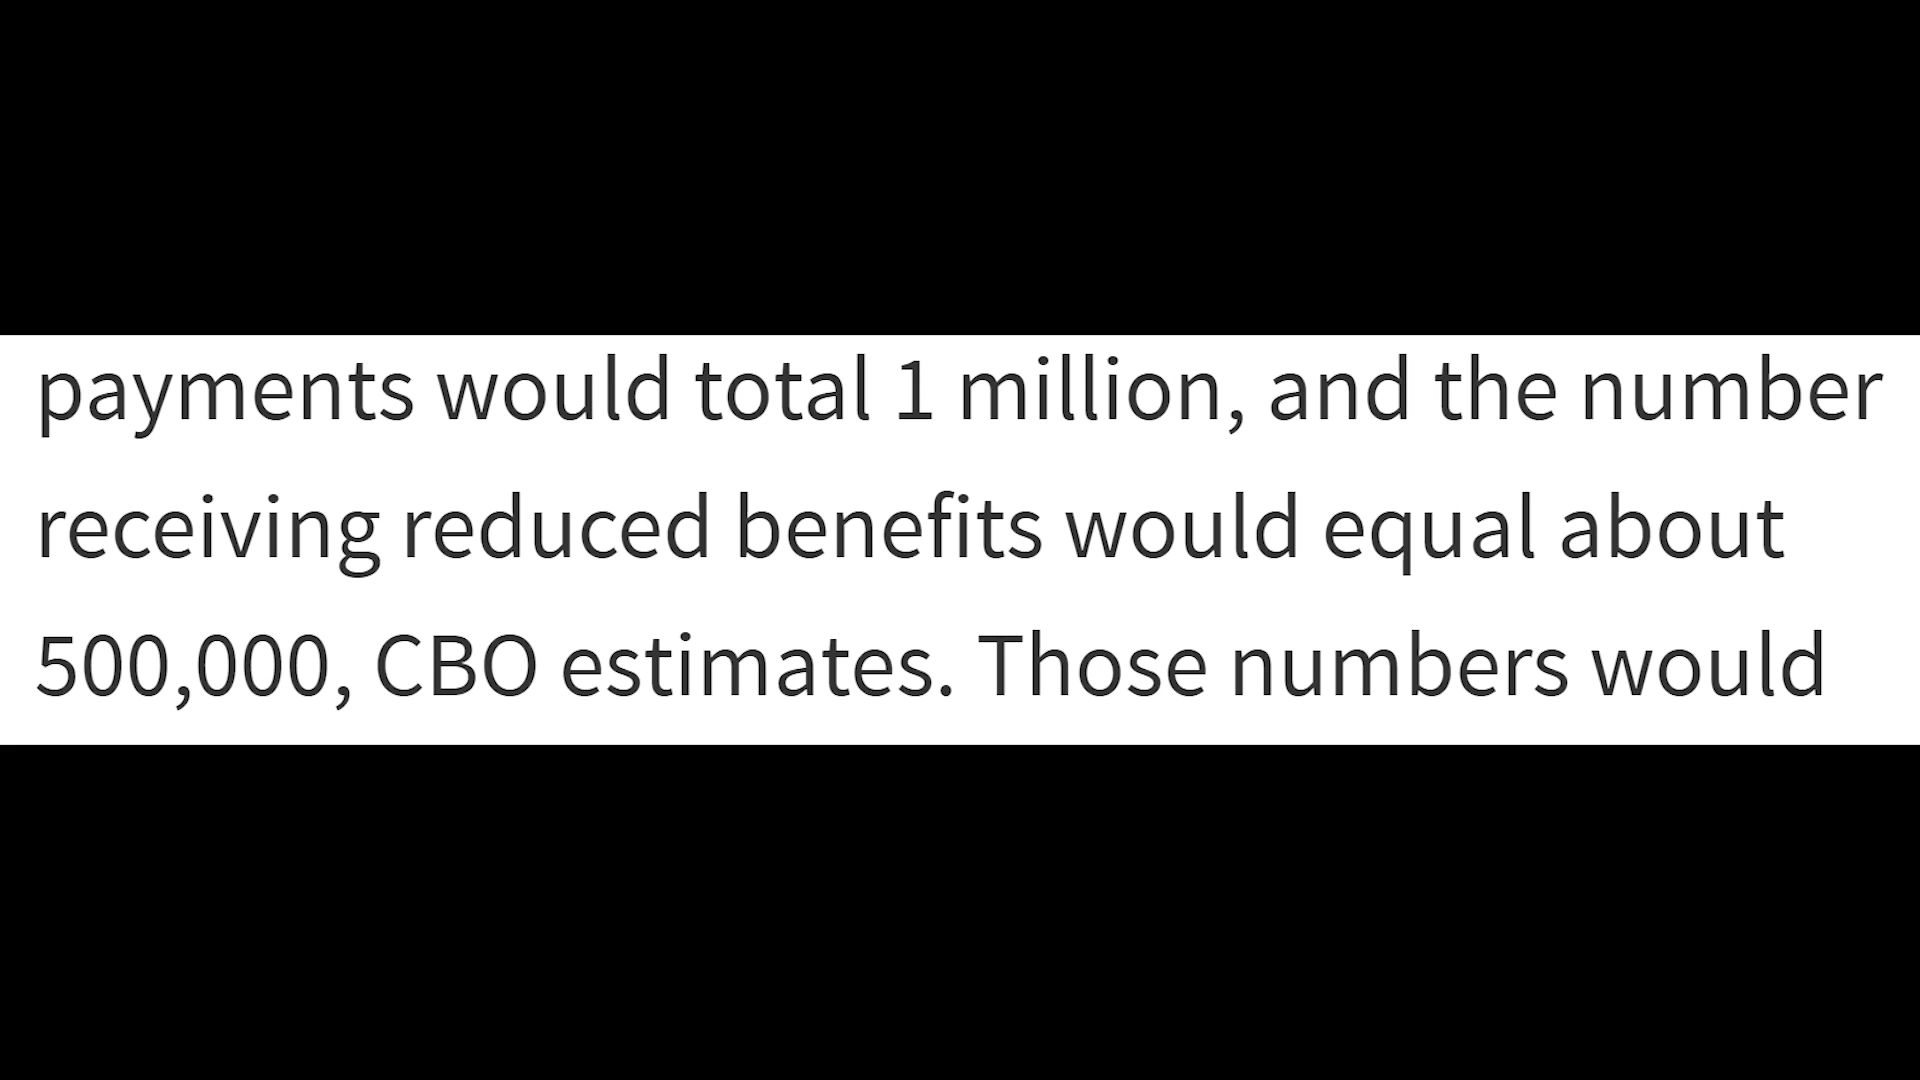 payments would total 1 million, and the number
receiving reduced benefits would equal about
500,000, CBO estimates. Those numbers would